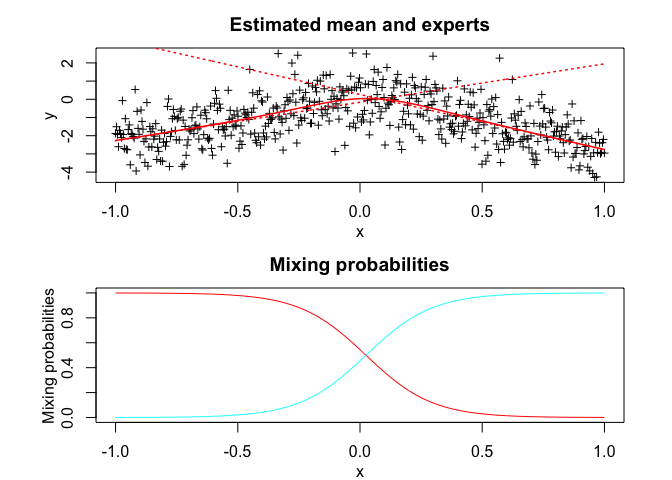 Estimated mean and experts
y
2
0
-2
-4
-1.0 -0.5 0.0 0.5 1.0
x
Mixing probabilities
Mixing probabilities
0.8
0.4
0.0
-1.0 -0.5 0.0 0.5 1.0
x